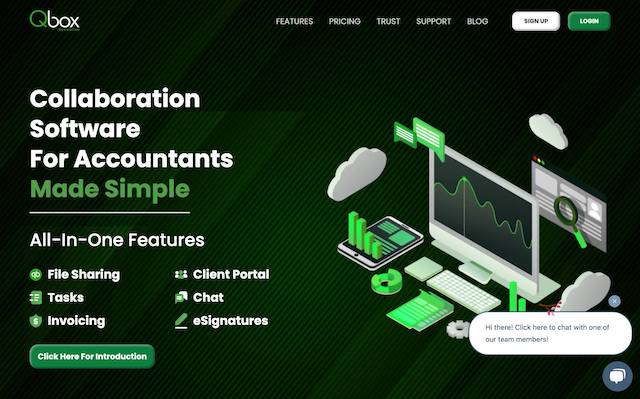 Qbox
FEATURES PRICING TRUST SUPPORT BLOG SIGN UP LOGIN
Collaboration
Software
For Accountants
Made Simple
All-In-One Features
File Sharing Client Portal
Tasks Chat
Invoicing eSignatures
Click Here For Introduction
Hi there! Click here to chat with one of
our team members!